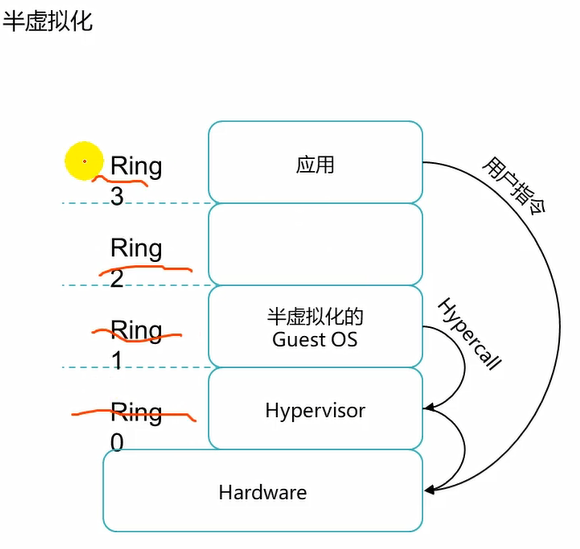 半虚拟化
Ring
3
应用
用户指令
Ring
2
Ring
1
半虚拟化的
Guest OS
Hypercall
Ring
0
Hypervisor
Hardware